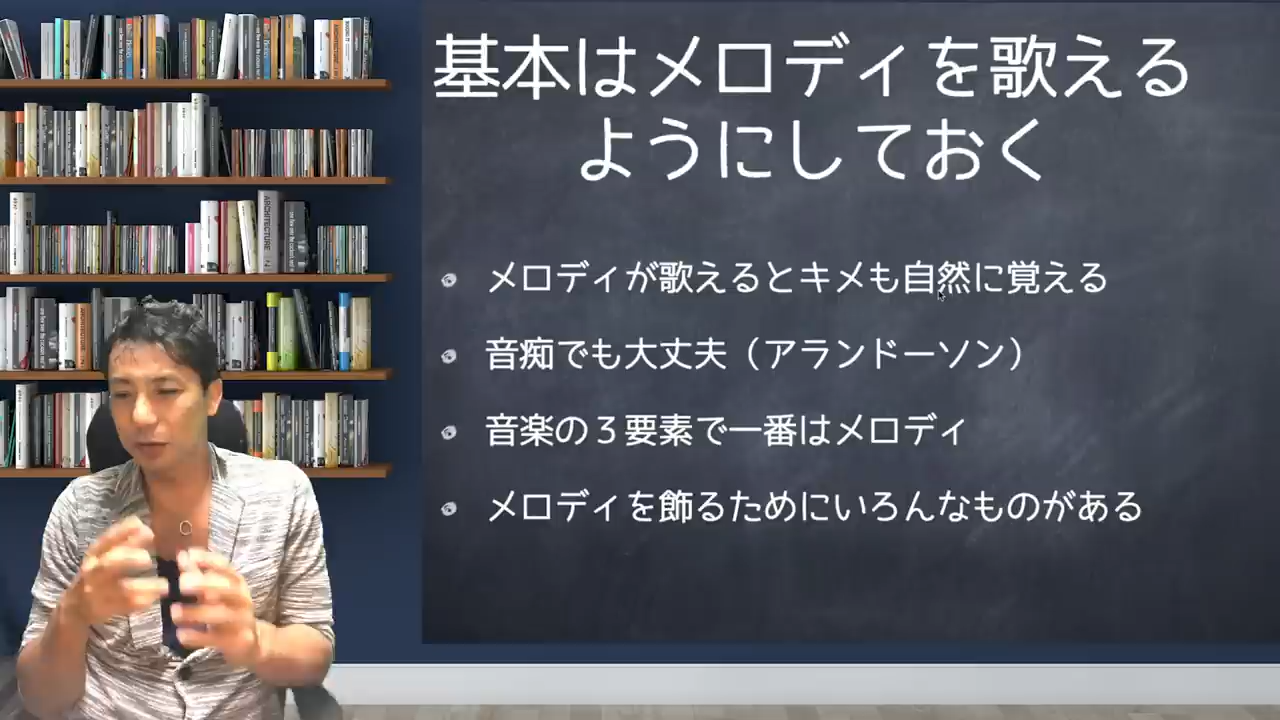 基本はメロディを歌える
ようにしておく
メロディが歌えるとキメも自然に覚える
音痴でも大丈夫（アランドーソン）
音楽の３要素で一番はメロディ
メロディを飾るためにいろんなものがある
ARCHITECTURE